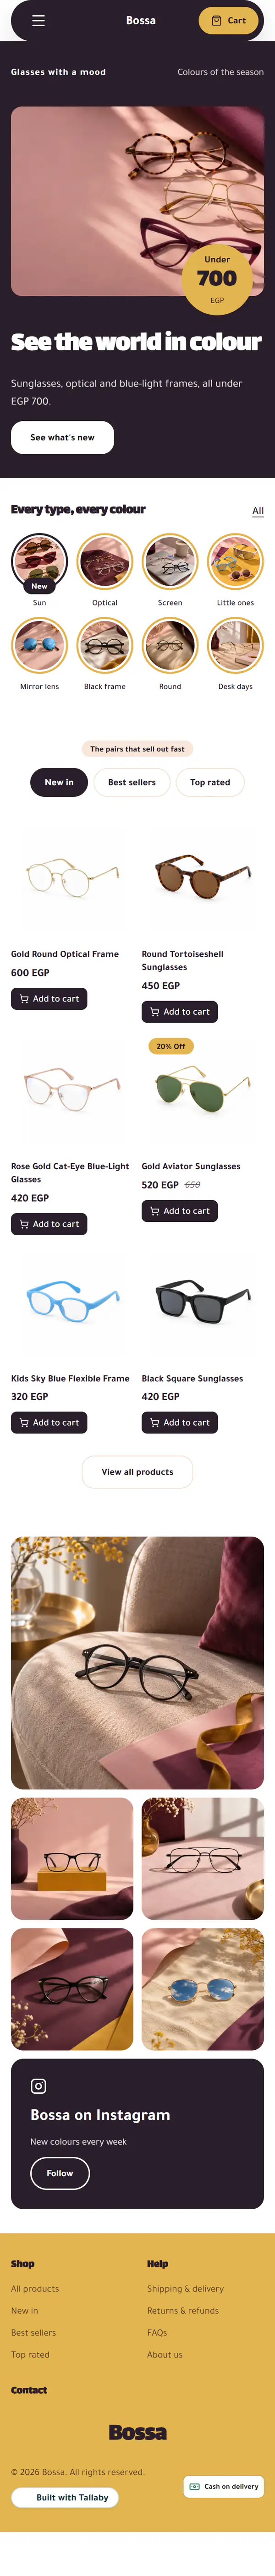 Bossa
Cart
Glasses with a mood
Colours of the season
Under
700
EGP
See the world in colour
Sunglasses, optical and blue-light frames, all under
EGP 700.
See what's new
Every type, every colour
All
New
Sun
Optical
Screen
Little ones
Mirror lens
Black frame
Round
Desk days
The pairs that sell out fast
New in
Best sellers
Top rated
Gold Round Optical Frame
600 EGP
Add to cart
Round Tortoiseshell
Sunglasses
450 EGP
Add to cart
Rose Gold Cat-Eye Blue-Light
Glasses
420 EGP
Add to cart
20% Off
Gold Aviator Sunglasses
520 EGP 650
Add to cart
Kids Sky Blue Flexible Frame
320 EGP
Add to cart
Black Square Sunglasses
420 EGP
Add to cart
View all products
Bossa on Instagram
New colours every week
Follow
Shop
All products
New in
Best sellers
Top rated
Help
Shipping & delivery
Returns & refunds
FAQs
About us
Contact
Bossa
© 2026 Bossa. All rights reserved.
Built with Tallaby
Cash on delivery